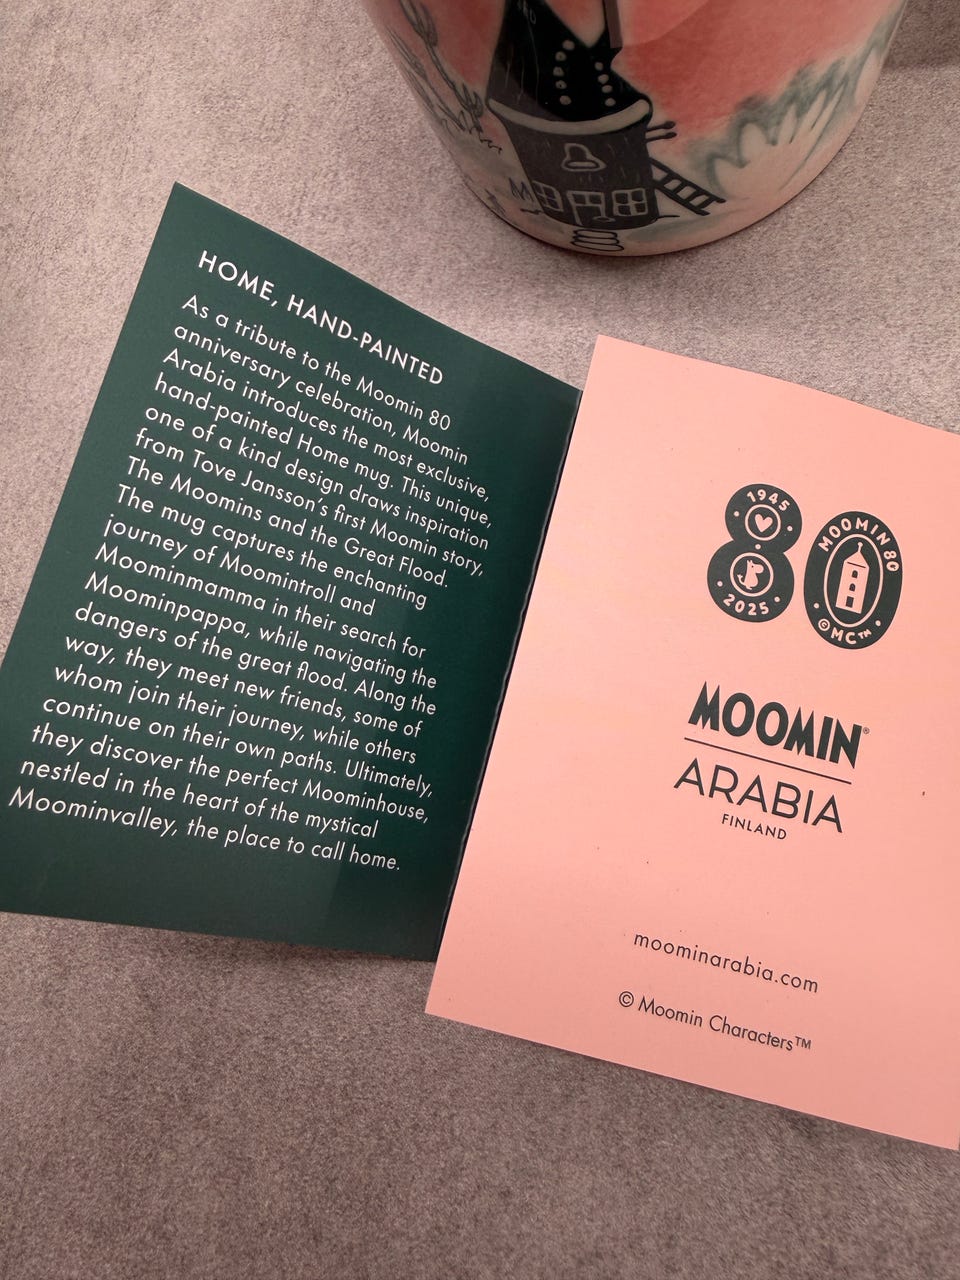 HOME, HAND-PAINTED
As a tribute to the Moomin 80
anniversary celebration, Moomin
Arabia introduces the most exclusive,
hand-painted Home mug. This unique,
one of a kind design draws inspiration
from Tove Jansson's first Moomin story,
The Moomins and the Great Flood.
The mug captures the enchanting
journey of Moomintroll and
Moominmamma in their search for
Moominpappa, while navigating the
dangers of the great flood. Along the
way, they meet new friends, some of
whom join their journey, while others
continue on their own paths. Ultimately,
they discover the perfect Moominhouse,
nestled in the heart of the mystical
Moominvalley, the place to call home.
80
1945
2025
MOOMIN 80
©MC™
MOOMIN®
ARABIA
FINLAND
moominarabia.com
© Moomin Characters™